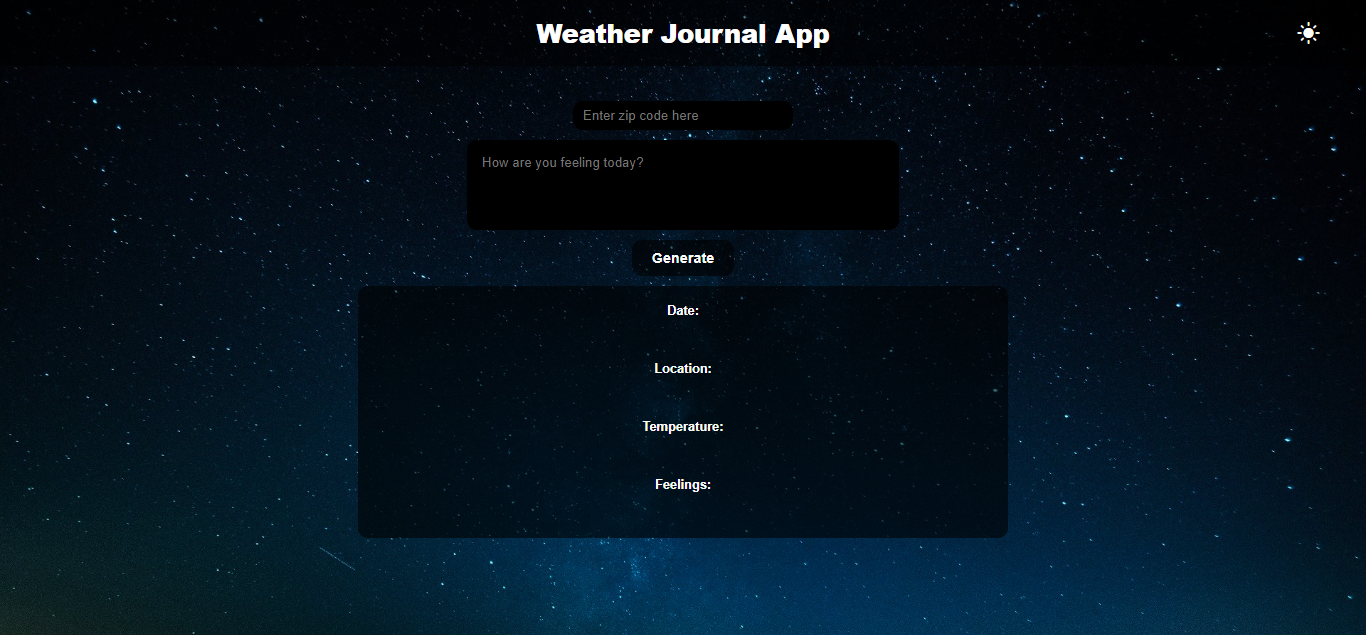 Weather Journal App
Enter zip code here
How are you feeling today?
Generate
Date:
Location:
Temperature:
Feelings: